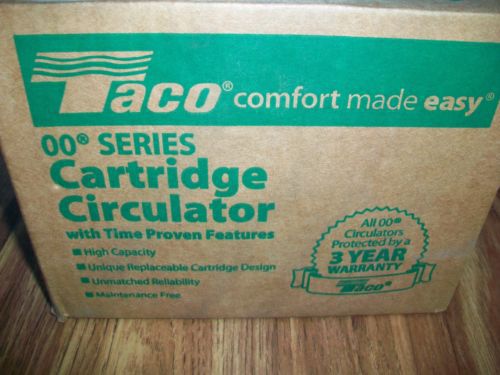 Taco® comfort made easy®
00® SERIES
Cartridge
Circulator
with Time Proven Features
■ High Capacity
■ Unique Replaceable Cartridge Design
■ Unmatched Reliability
■ Maintenance Free
All 00®
Circulators
Protected by a
3 YEAR
WARRANTY
Taco®